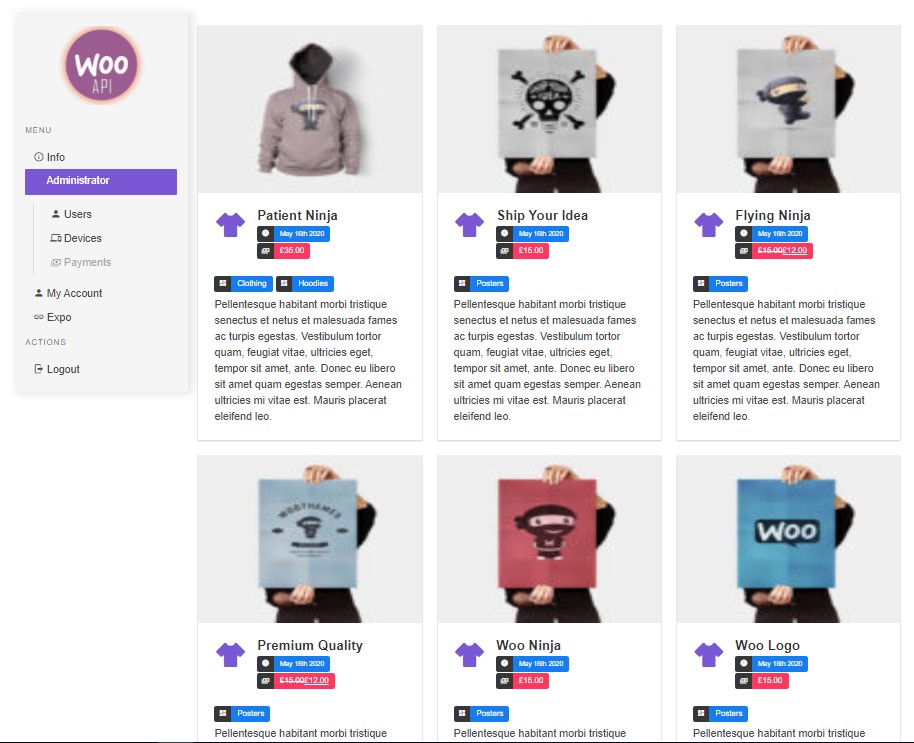 Woo
API
MENU
Info
Administrator
Users
Devices
Payments
My Account
Expo
ACTIONS
Logout
Patient Ninja
May 16th 2020
£35.00
Clothing Hoodies
Pellentesque habitant morbi tristique
senectus et netus et malesuada fames
ac turpis egestas. Vestibulum tortor
quam, feugiat vitae, ultricies eget,
tempor sit amet, ante. Donec eu libero
sit amet quam egestas semper. Aenean
ultricies mi vitae est. Mauris placerat
eleifend leo.
Ship Your Idea
May 16th 2020
£15.00
Posters
Pellentesque habitant morbi tristique
senectus et netus et malesuada fames
ac turpis egestas. Vestibulum tortor
quam, feugiat vitae, ultricies eget,
tempor sit amet, ante. Donec eu libero
sit amet quam egestas semper. Aenean
ultricies mi vitae est. Mauris placerat
eleifend leo.
Flying Ninja
May 16th 2020
£15.00£12.00
Posters
Pellentesque habitant morbi tristique
senectus et netus et malesuada fames
ac turpis egestas. Vestibulum tortor
quam, feugiat vitae, ultricies eget,
tempor sit amet, ante. Donec eu libero
sit amet quam egestas semper. Aenean
ultricies mi vitae est. Mauris placerat
eleifend leo.
WOOTHEMES
Premium Quality
May 16th 2020
£15.00£12.00
Posters
Pellentesque habitant morbi tristique
Woo Ninja
May 16th 2020
£15.00
Posters
Pellentesque habitant morbi tristique
Woo
Woo Logo
May 16th 2020
£15.00
Posters
Pellentesque habitant morbi tristique